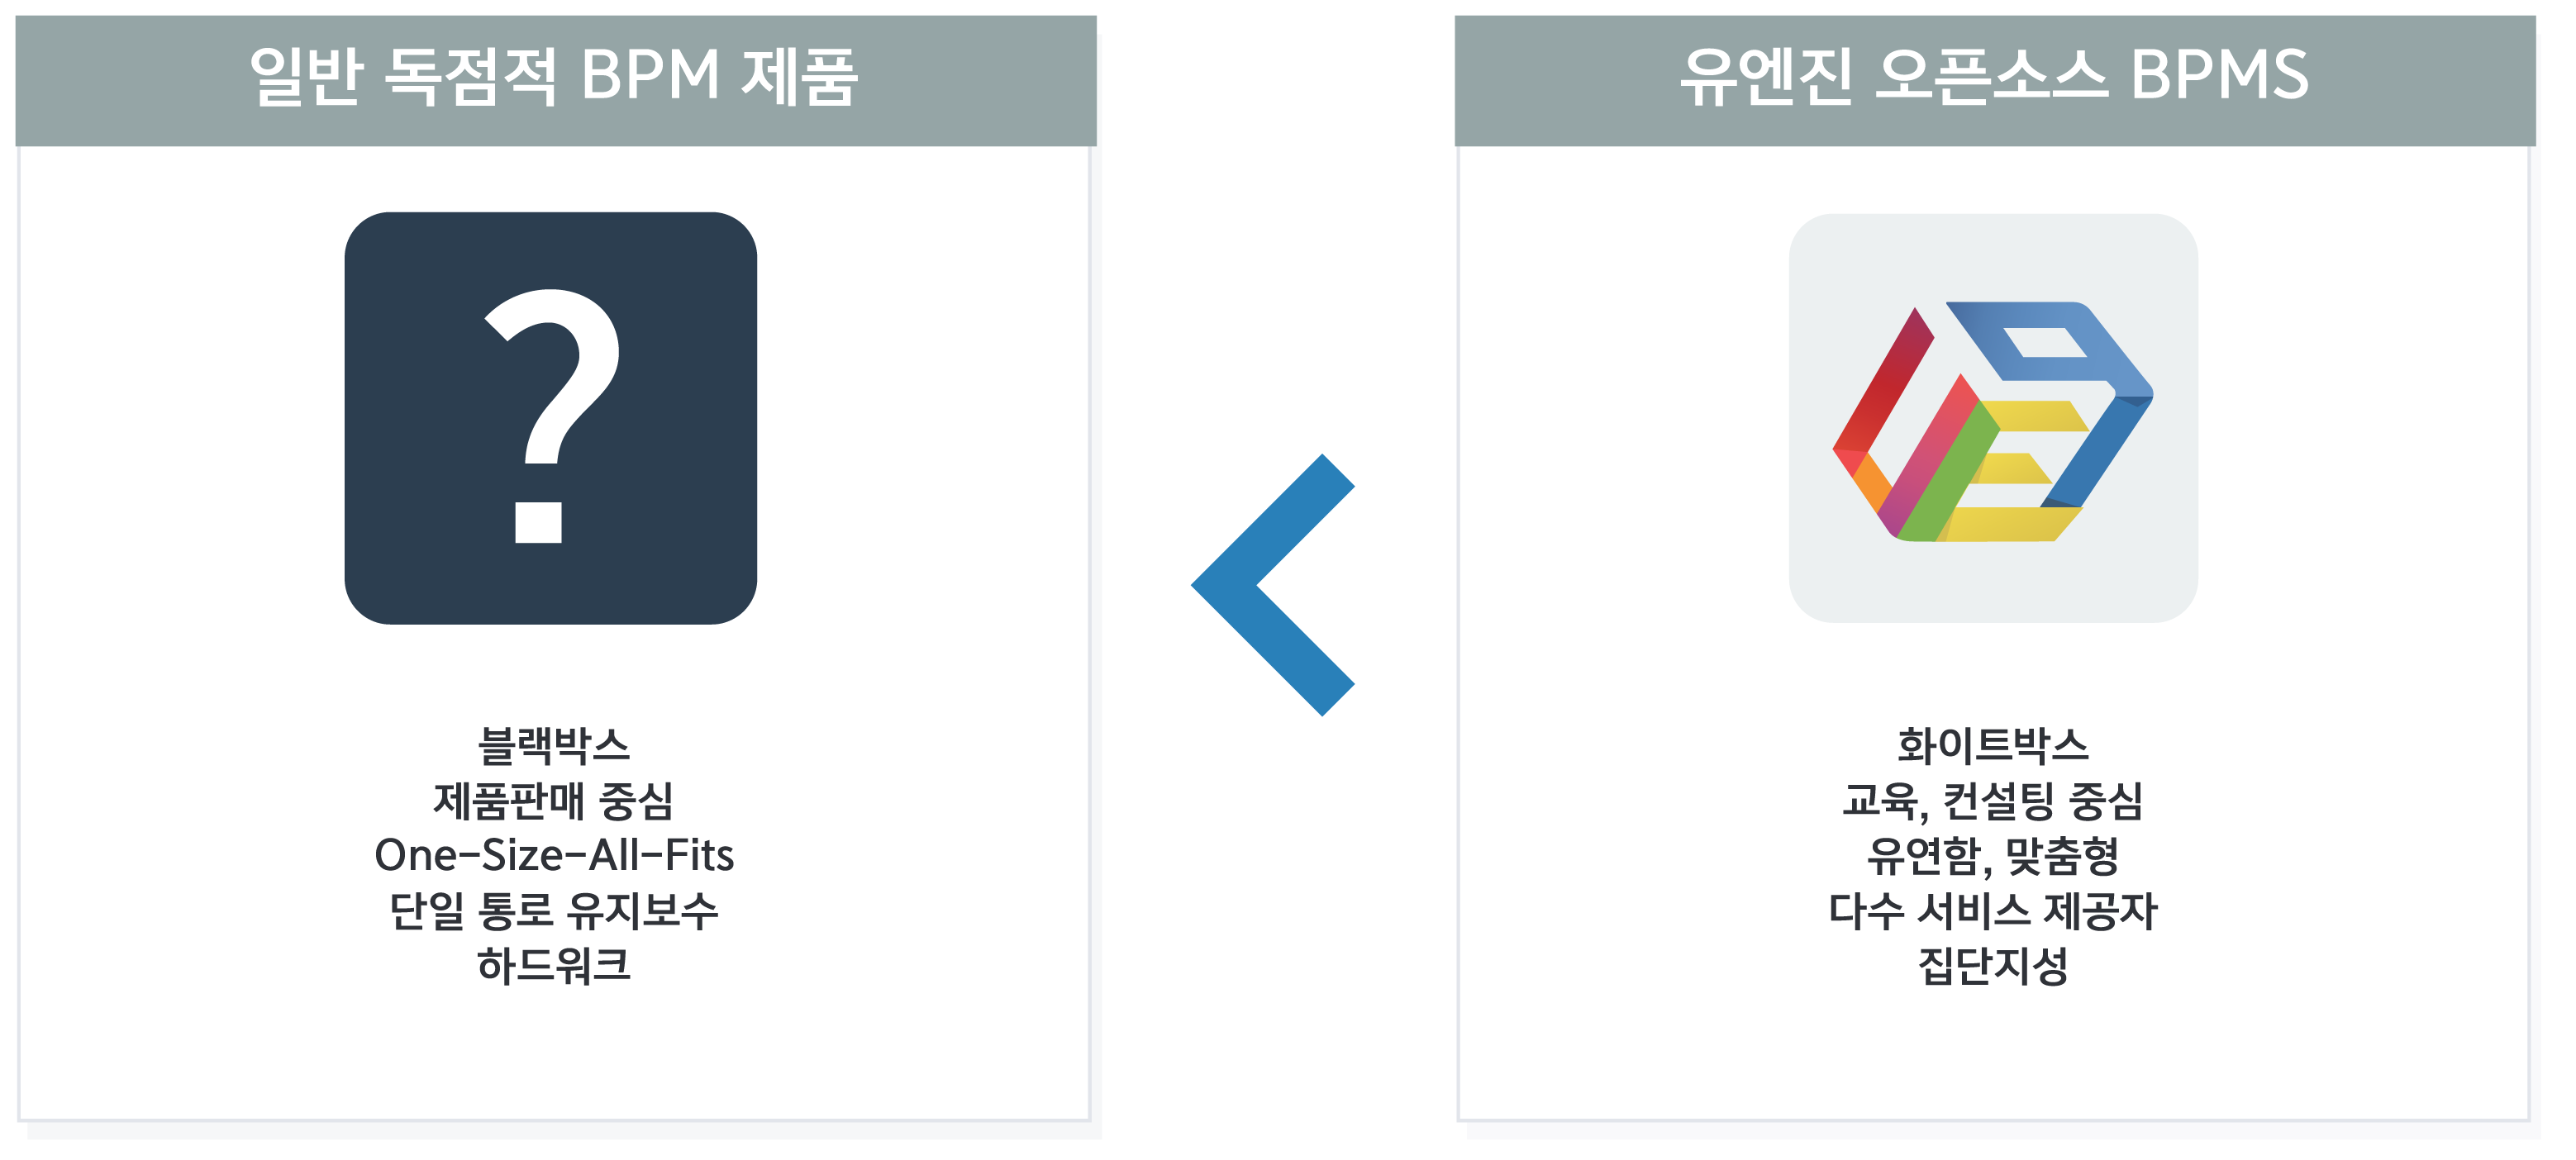 일반 독점적 BPM 제품
?
블랙박스
제품판매 중심
One-Size-All-Fits
단일 통로 유지보수
하드워크
<
유엔진 오픈소스 BPMS
화이트박스
교육, 컨설팅 중심
유연함, 맞춤형
다수 서비스 제공자
집단지성